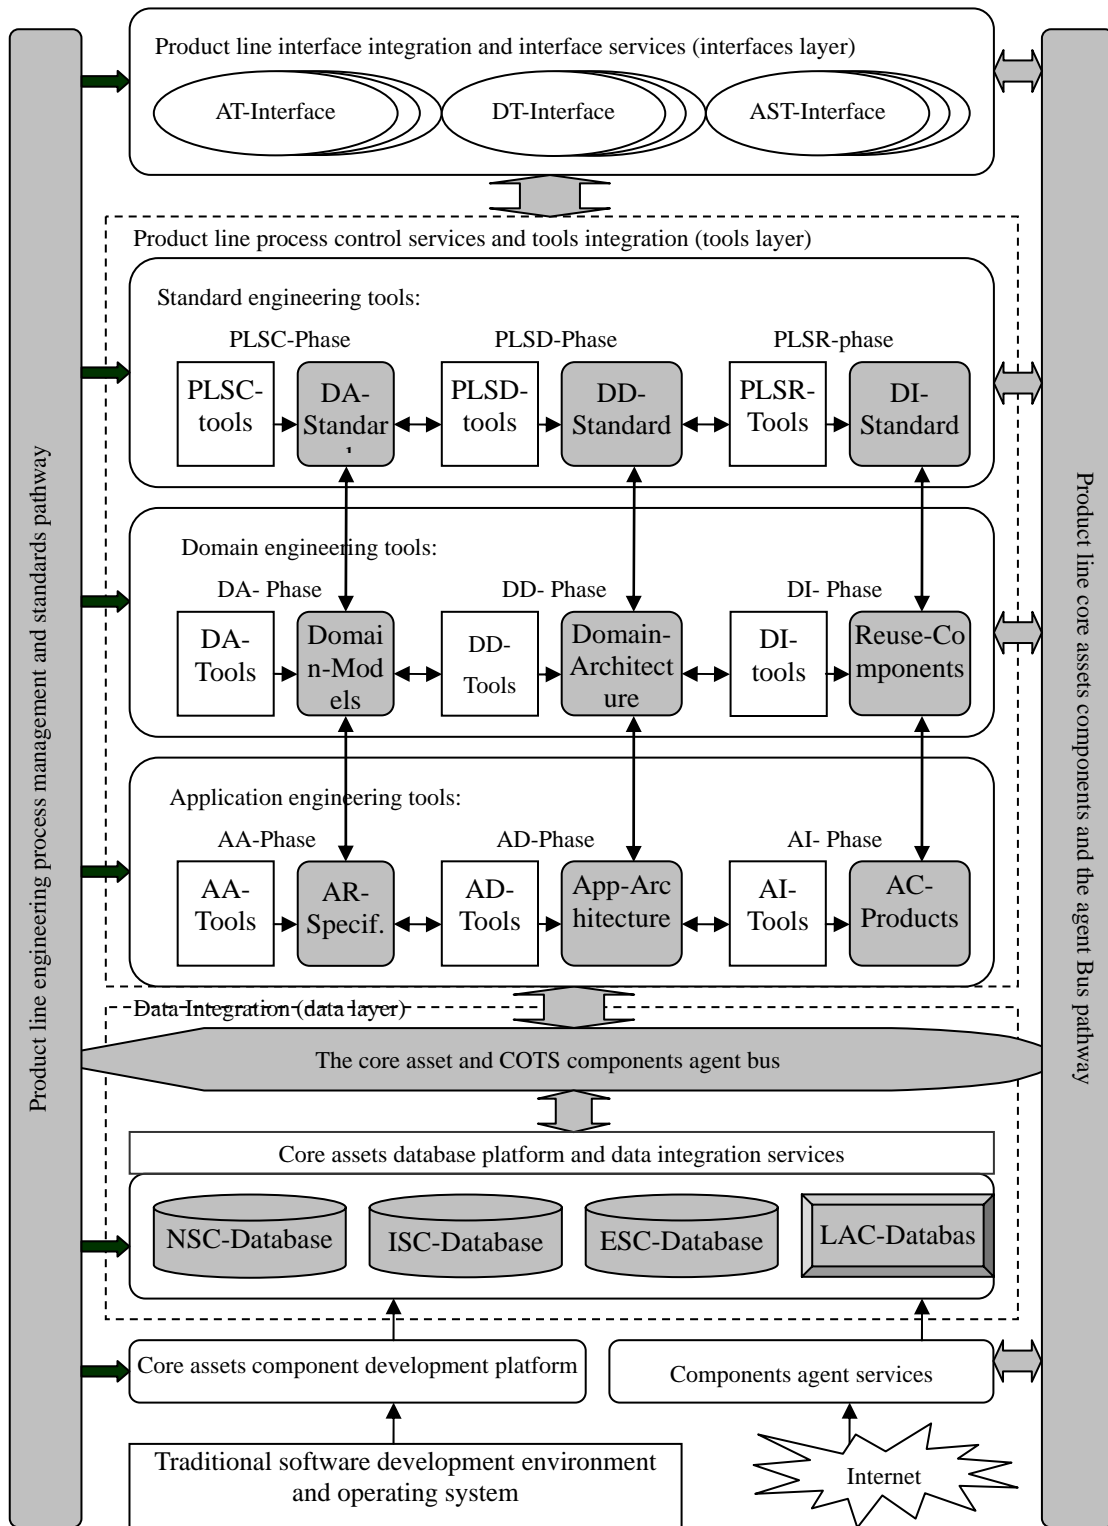 Product line interface integration and interface services (interfaces layer)
AT-Interface
DT-Interface
AST-Interface
Product line process control services and tools integration (tools layer)
Standard engineering tools:
PLSC-Phase
PLSD-Phase
PLSR-phase
PLSC-
tools
DA-
Standar
PLSD-
tools
DD-
Standard
PLSR-
Tools
DI-
Standard
Domain engineering tools:
DA- Phase
DD- Phase
DI- Phase
DA-
Tools
Domai
n-Mod
els
DD-
Tools
Domain-
Architect
ure
DI-
tools
Reuse-Co
mponents
Application engineering tools:
AA-Phase
AD-Phase
AI- Phase
AA-
Tools
AR-
Specif.
AD-
Tools
App-Arc
hitecture
AI-
Tools
AC-
Products
Data Integration (data layer)
The core asset and COTS components agent bus
Core assets database platform and data integration services
NSC-Database
ISC-Database
ESC-Database
LAC-Databas
Core assets component development platform
Components agent services
Traditional software development environment
and operating system
Internet
Product line engineering process management and standards pathway
Product line core assets components and the agent Bus pathway